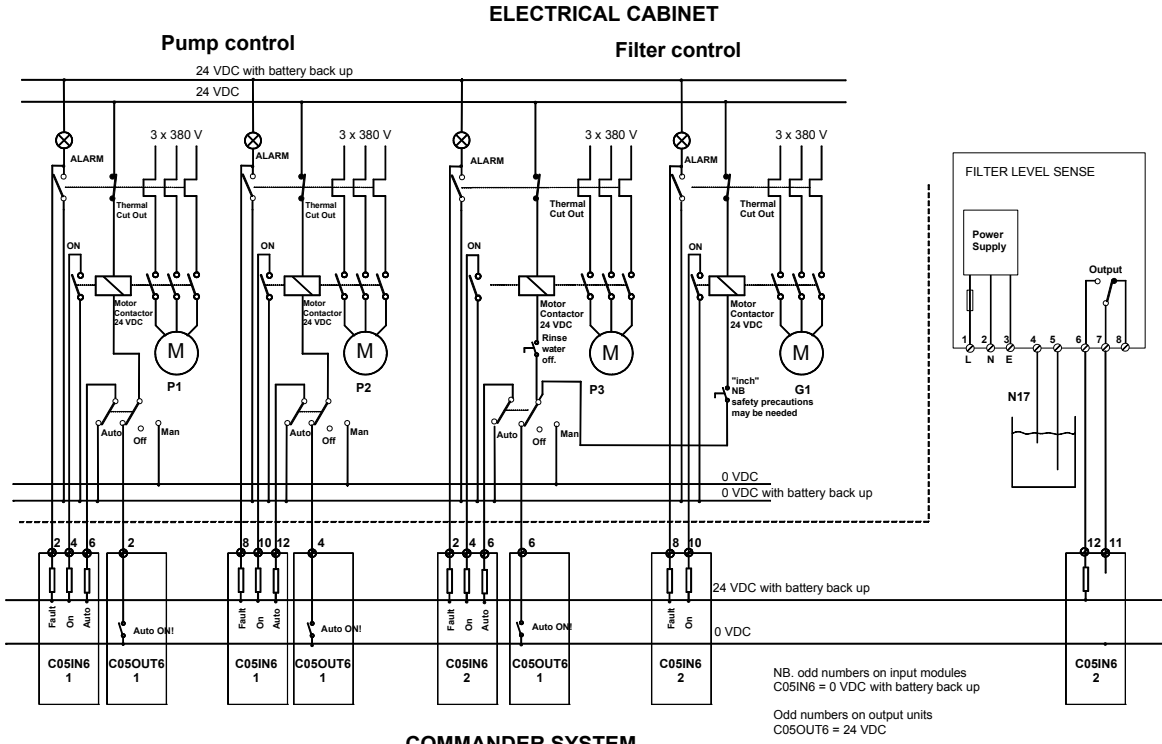 ELECTRICAL CABINET
Pump control
Filter control
24 VDC with battery back up
24 VDC
3 x 380 V
3 x 380 V
3 x 380 V
3 x 380 V
ALARM
ALARM
ALARM
ALARM
FILTER LEVEL SENSE
Thermal
Cut Out
Thermal
Cut Out
Thermal
Cut Out
Thermal
Cut Out
Power
Supply
Output
ON
ON
ON
ON
Motor
Contactor
24 VDC
Motor
Contactor
24 VDC
Motor
Contactor
24 VDC
Motor
Contactor
24 VDC
Rinse
water
off.
1 2 3 4 5 6 7 8
L N E
M
M
M
M
P1
P2
P3
G1
"inch"
NB
safety precautions
may be needed
N17
Auto Off Man
Auto Off Man
Auto Off Man
0 VDC
0 VDC with battery back up
2 4 6 2
8 10 12 4
2 4 6 6
8 10
12 11
24 VDC with battery back up
Fault On Auto
Fault On Auto
Fault On Auto
Fault On
Auto ON!
Auto ON!
Auto ON!
0 VDC
C05IN6
1
C05OUT6
1
C05IN6
1
C05OUT6
1
C05IN6
2
C05OUT6
1
C05IN6
2
C05IN6
2
NB. odd numbers on input modules
C05IN6 = 0 VDC with battery back up
Odd numbers on output units
C05OUT6 = 24 VDC
COMMANDER SYSTEM